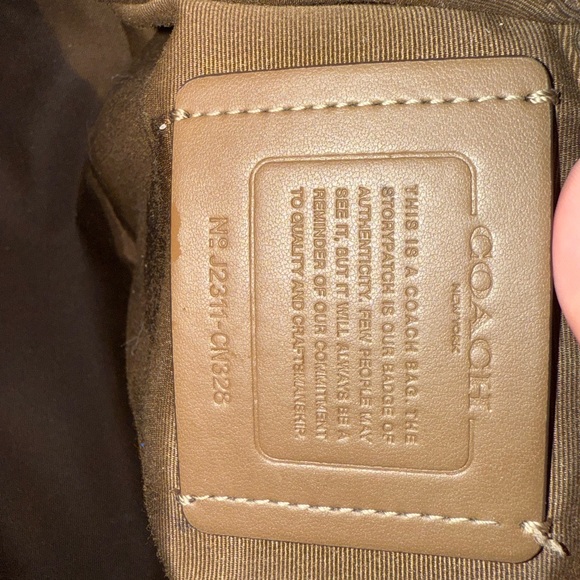 COACH
NEW YORK
THIS IS A COACH BAG. THE
STORYPATCH IS OUR BADGE OF
AUTHENTICITY. FEW PEOPLE MAY
SEE IT, BUT IT WILL ALWAYS BE A
REMINDER OF OUR COMMITMENT
TO QUALITY AND CRAFTSMANSHIP.
Nº J2311-CN328